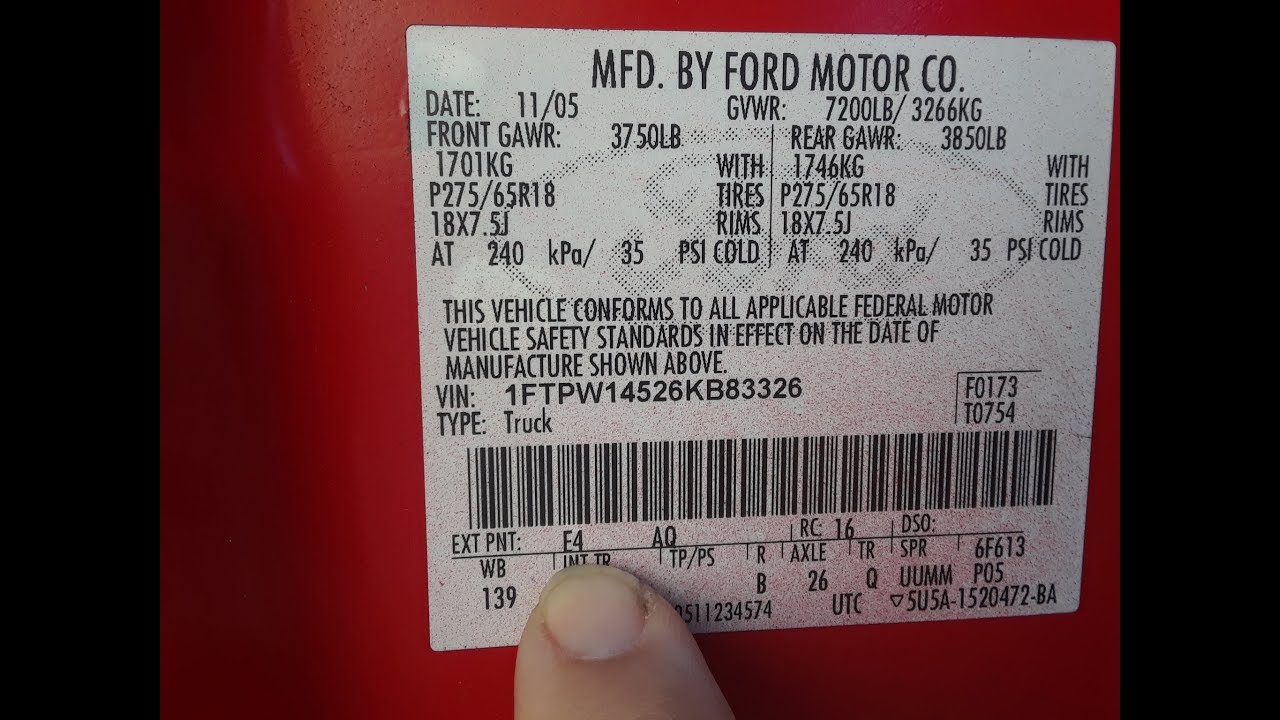 MFD. BY FORD MOTOR CO.
DATE: 11/05 GVWR: 7200LB/ 3266KG
FRONT GAWR: 3750LB REAR GAWR: 3850LB
1701KG WITH 1746KG WITH
P275/65R18 TIRES P275/65R18 TIRES
18X7.5J RIMS 18X7.5J RIMS
AT 240 kPa/ 35 PSI COLD AT 240 kPa/ 35 PSI COLD
THIS VEHICLE CONFORMS TO ALL APPLICABLE FEDERAL MOTOR
VEHICLE SAFETY STANDARDS IN EFFECT ON THE DATE OF
MANUFACTURE SHOWN ABOVE.
VIN: 1FTPW14526KB83326 F0173
TYPE: Truck T0754
EXT PNT: E4 AQ RC: 16 DSO:
WB INT TR TP/PS R AXLE TR SPR 6F613
139 B 26 Q UUMM P05
0511234574 UTC ▽5U5A-1520472-BA